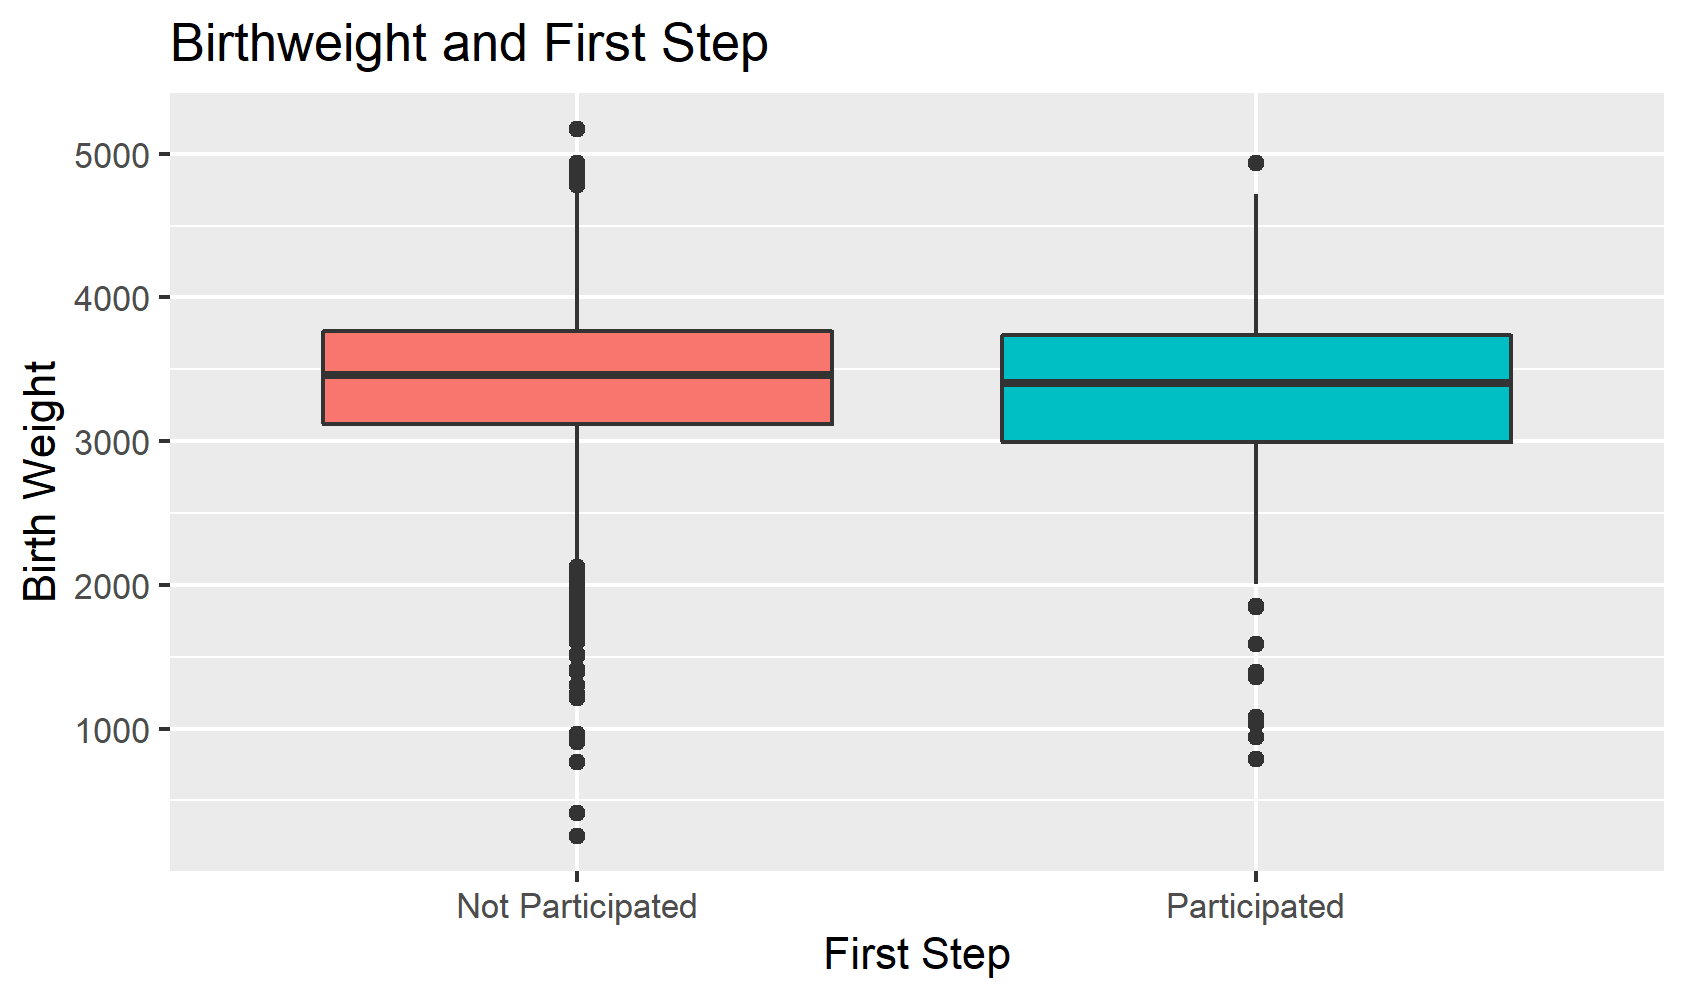 Birthweight and First Step
Birth Weight
5000
4000
3000
2000
1000
Not Participated
Participated
First Step